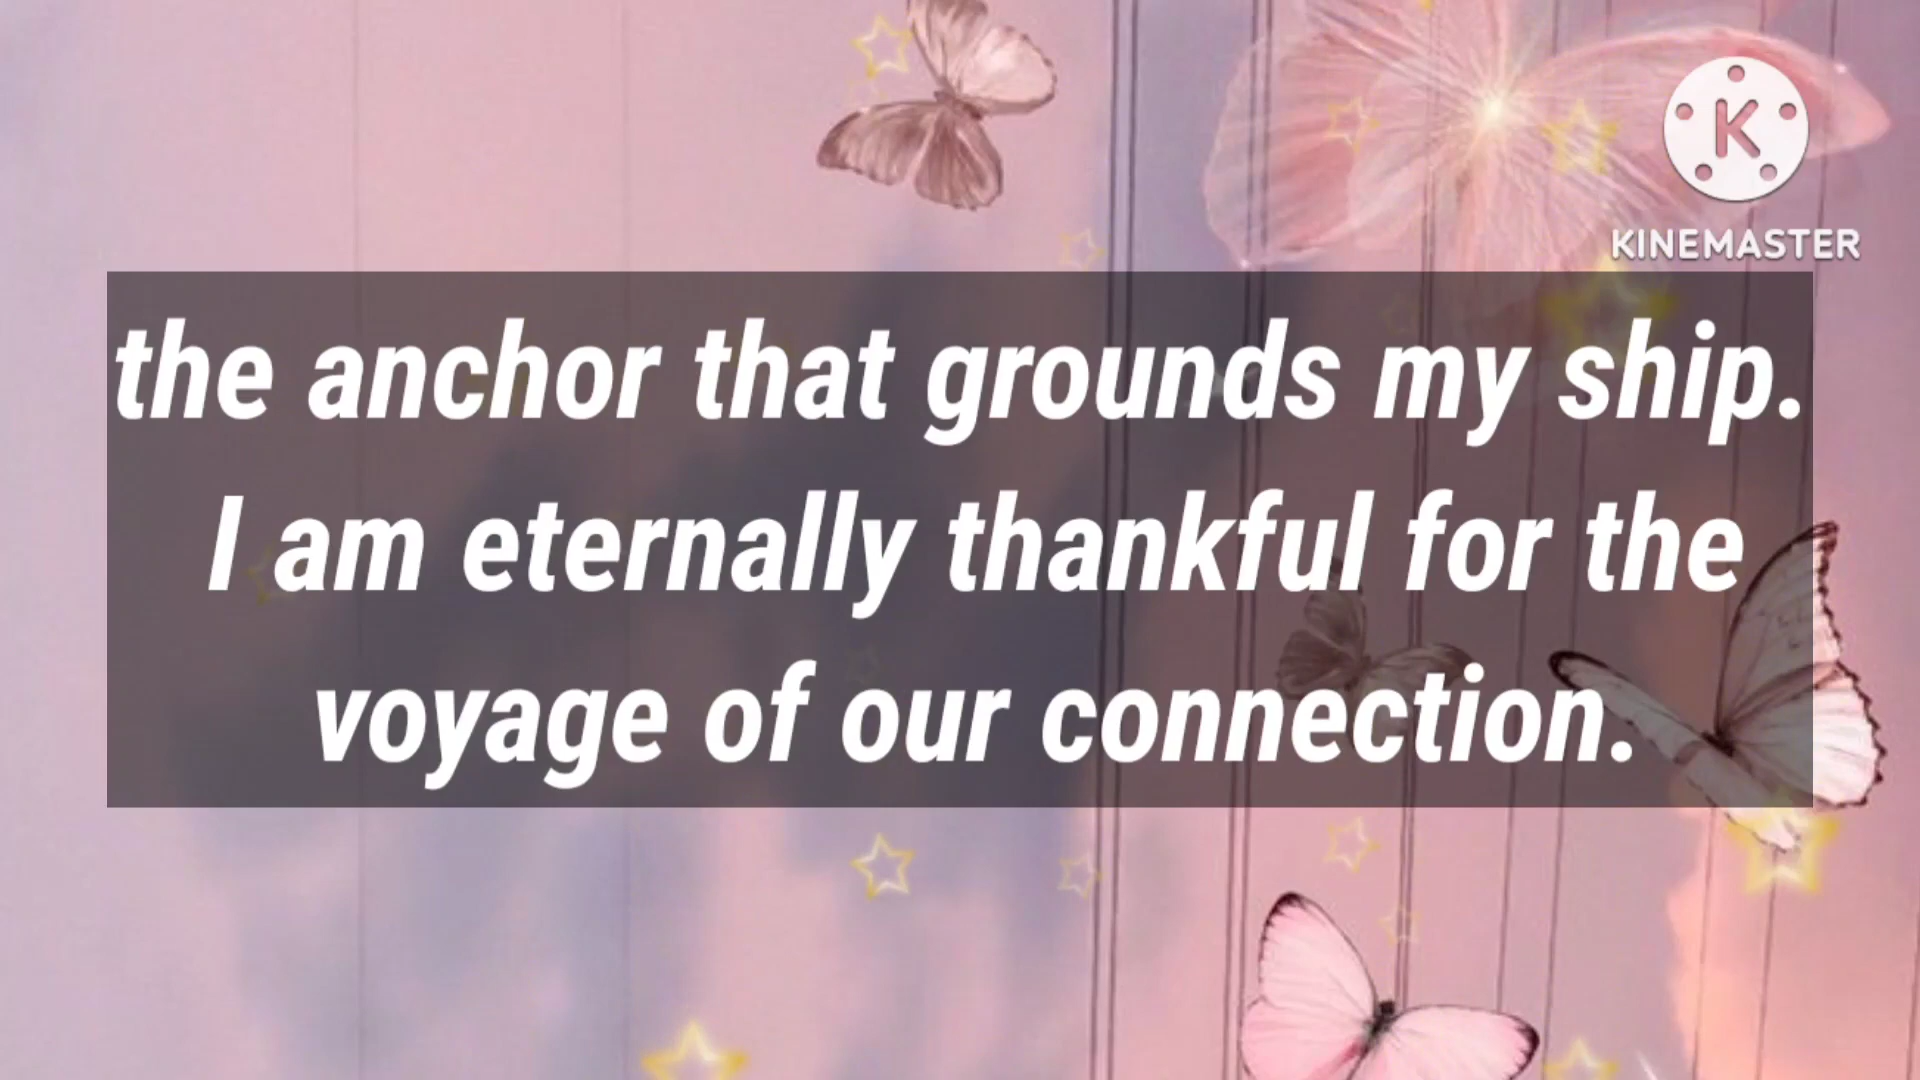 K
KINEMASTER
the anchor that grounds my ship.
I am eternally thankful for the
voyage of our connection.